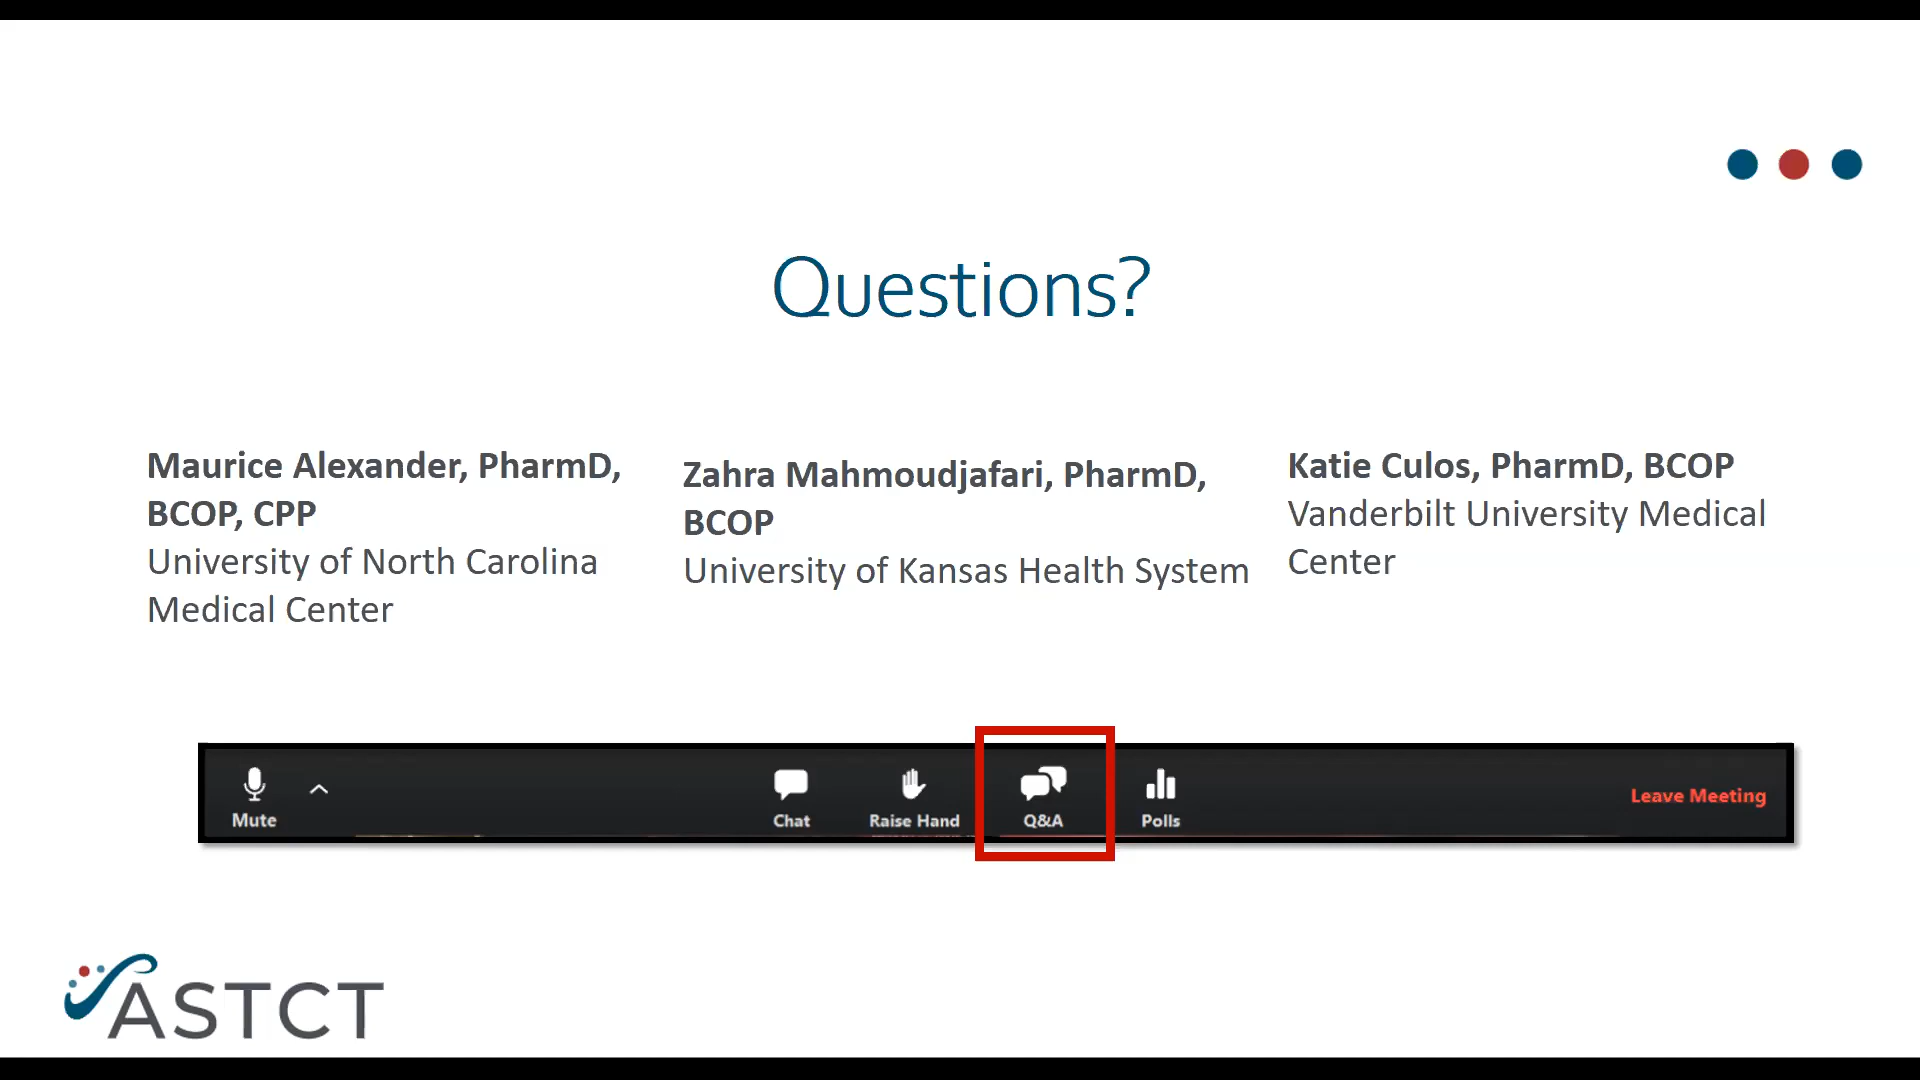 Questions?
Maurice Alexander, PharmD,
BCOP, CPP
University of North Carolina
Medical Center
Zahra Mahmoudjafari, PharmD,
BCOP
University of Kansas Health System
Katie Culos, PharmD, BCOP
Vanderbilt University Medical
Center
Mute
Chat
Raise Hand
Q&A
Polls
Leave Meeting
ASTCT